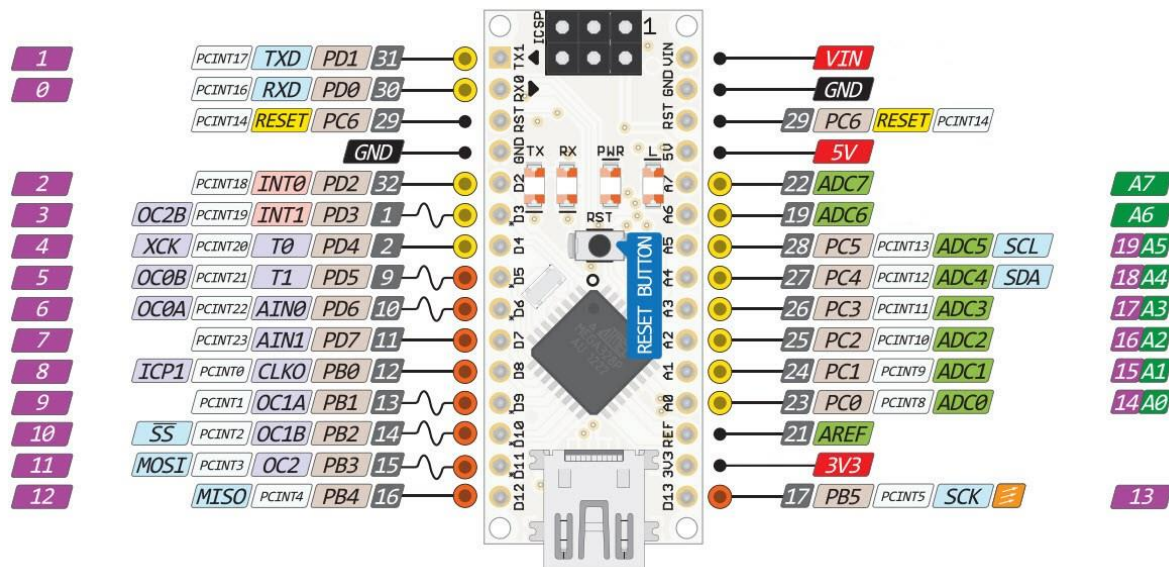 ICSP 1
1 PCINT17 TXD PD1 31 TX1 VIN VIN
0 PCINT16 RXD PD0 30 RX0 GND GND
PCINT14 RESET PC6 29 RST RST 29 PC6 RESET PCINT14
GND GND 5V 5V
TX RX PWR L
2 PCINT18 INT0 PD2 32 D2 A7 22 ADC7 A7
3 OC2B PCINT19 INT1 PD3 1 *D3 A6 19 ADC6 A6
RST
4 XCK PCINT20 T0 PD4 2 D4 A5 28 PC5 PCINT13 ADC5 SCL 19 A5
5 OC0B PCINT21 T1 PD5 9 *D5 A4 27 PC4 PCINT12 ADC4 SDA 18 A4
RESET BUTTON
6 OC0A PCINT22 AIN0 PD6 10 *D6 A3 26 PC3 PCINT11 ADC3 17 A3
7 PCINT23 AIN1 PD7 11 D7 A2 25 PC2 PCINT10 ADC2 16 A2
8 ICP1 PCINT0 CLKO PB0 12 D8 A1 24 PC1 PCINT9 ADC1 15 A1
9 PCINT1 OC1A PB1 13 *D9 A0 23 PC0 PCINT8 ADC0 14 A0
10 S̅S̅ PCINT2 OC1B PB2 14 *D10 REF 21 AREF
11 MOSI PCINT3 OC2 PB3 15 *D11 3V3 3V3
12 MISO PCINT4 PB4 16 D12 D13 17 PB5 PCINT5 SCK 13